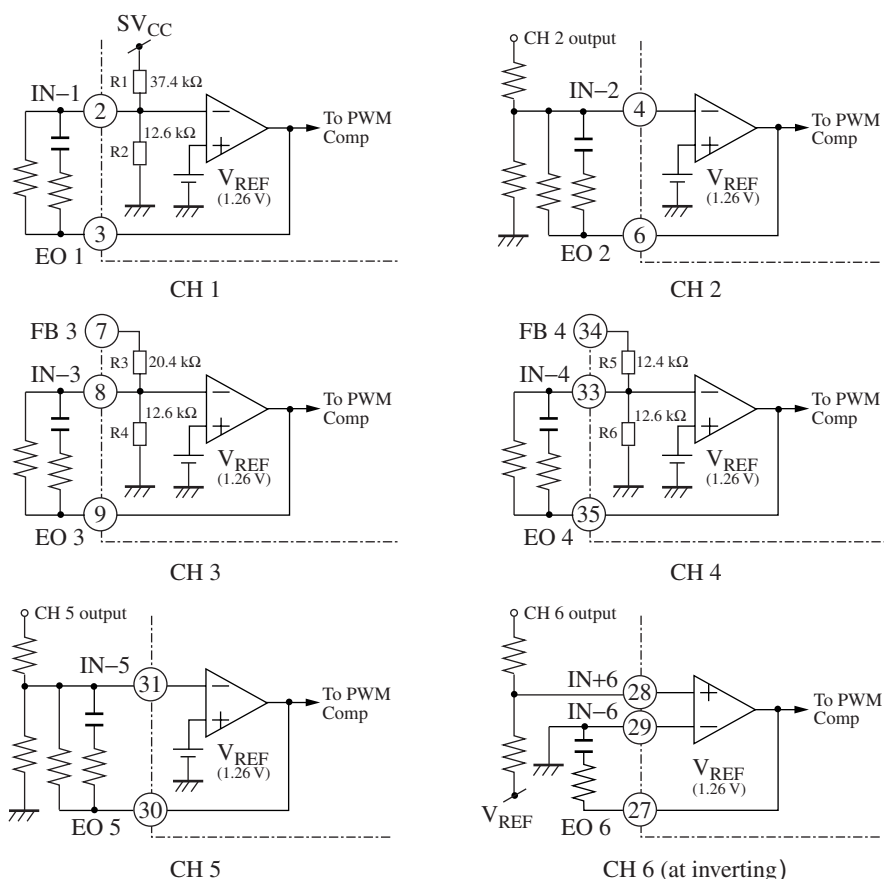 SVCC
R1 37.4 kΩ
IN−1
2
12.6 kΩ
R2
−
+
To PWM
Comp
VREF
(1.26 V)
3
EO 1
CH 1
CH 2 output
IN−2
4
−
+
To PWM
Comp
VREF
(1.26 V)
6
EO 2
CH 2
FB 3
7
R3 20.4 kΩ
IN−3
8
12.6 kΩ
R4
−
+
To PWM
Comp
VREF
(1.26 V)
9
EO 3
CH 3
FB 4
34
R5 12.4 kΩ
IN−4
33
12.6 kΩ
R6
−
+
To PWM
Comp
VREF
(1.26 V)
35
EO 4
CH 4
CH 5 output
IN−5
31
−
+
To PWM
Comp
VREF
(1.26 V)
30
EO 5
CH 5
CH 6 output
IN+6
28
IN−6
29
+
−
To PWM
Comp
VREF
(1.26 V)
VREF
27
EO 6
CH 6 (at inverting)